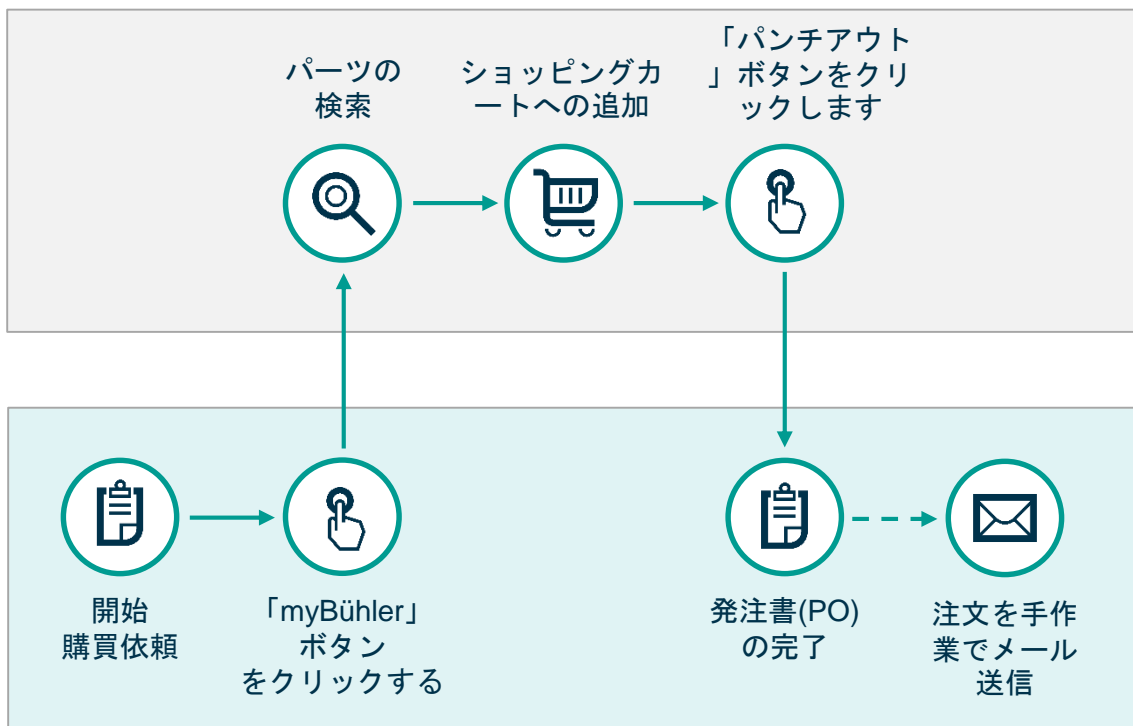 パーツの
検索
ショッピングカ
ートへの追加
「パンチアウト
」ボタンをクリ
ックします
開始
購買依頼
「myBühler」
ボタン
をクリックする
発注書(PO)
の完了
注文を手作
業でメール
送信